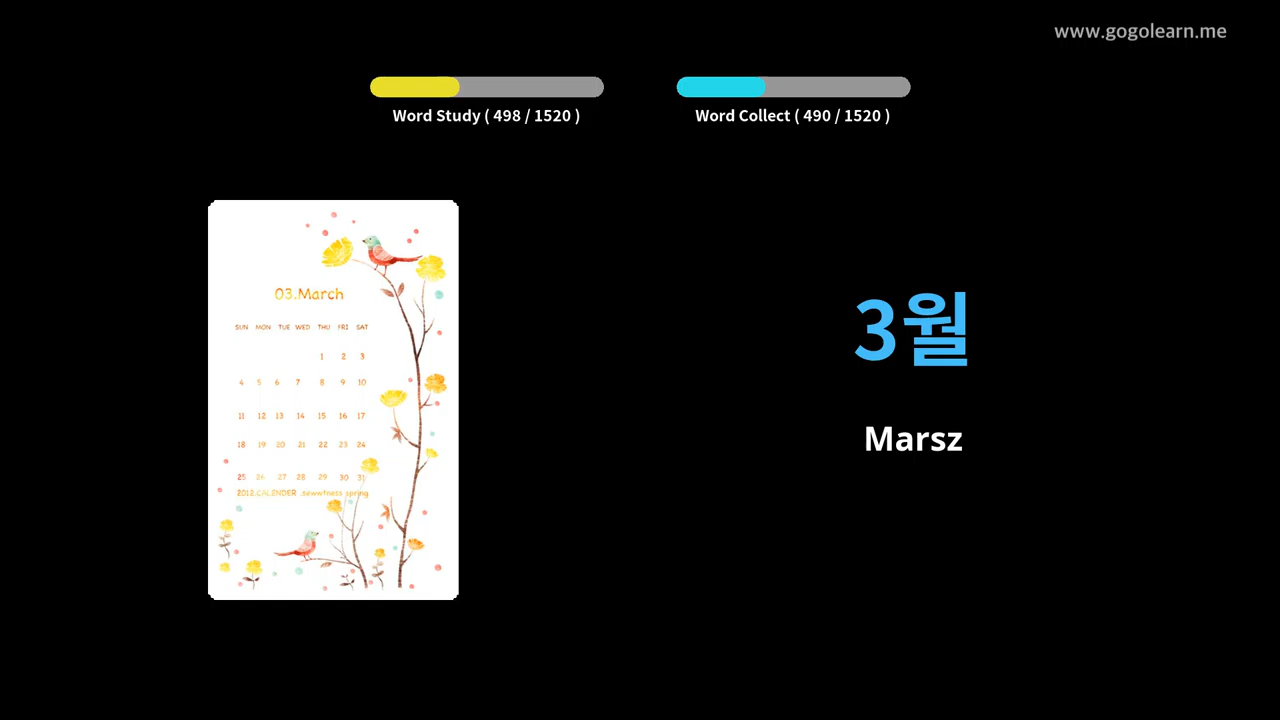 www.gogolearn.me
Word Study ( 498 / 1520 )
Word Collect ( 490 / 1520 )
03.March
SUN MON TUE WED THU FRI SAT
1 2 3
4 5 6 7 8 9 10
11 12 13 14 15 16 17
18 19 20 21 22 23 24
25 26 27 28 29 30 31
2012.CALENDER spring
3월
Marsz